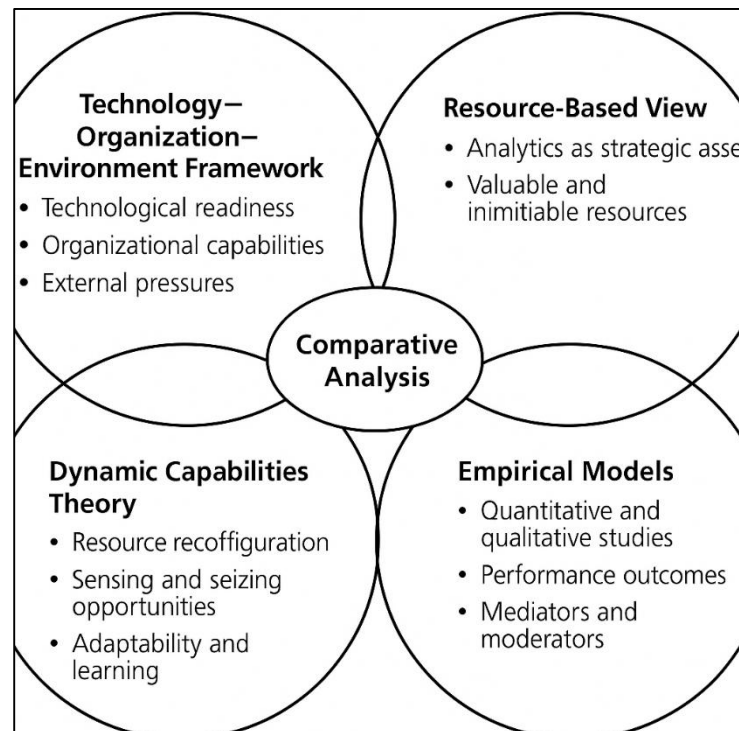 Technology–
Organization–
Environment Framework
• Technological readiness
• Organizational capabilities
• External pressures
Resource-Based View
• Analytics as strategic asse
• Valuable and
inimitiable resources
Comparative
Analysis
Dynamic Capabilities
Theory
• Resource recoffiguration
• Sensing and seizing
opportunities
• Adaptability and
learning
Empirical Models
• Quantitative and
qualitative studies
• Performance outcomes
• Mediators and
moderators